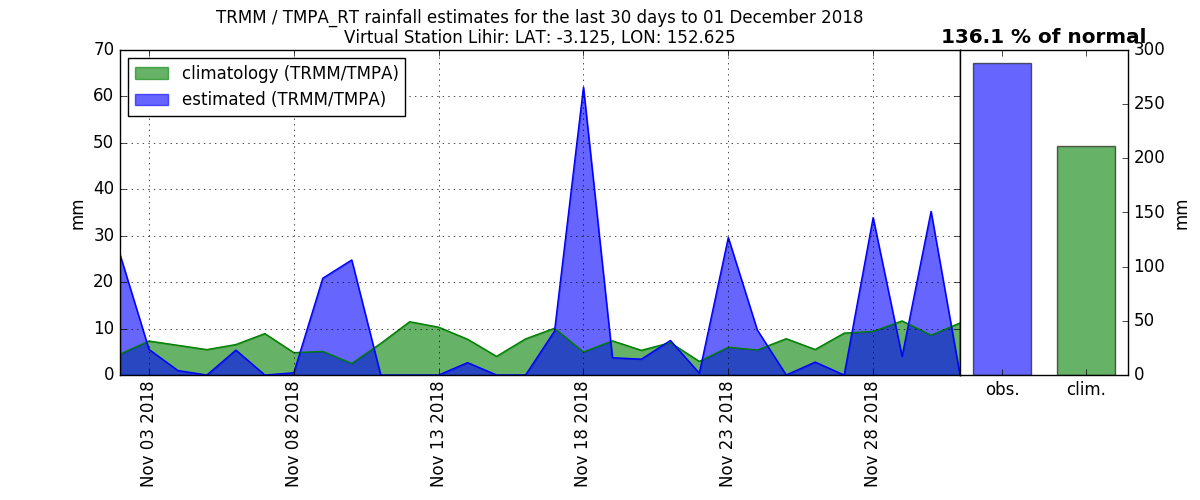 TRMM / TMPA_RT rainfall estimates for the last 30 days to 01 December 2018
Virtual Station Lihir: LAT: -3.125, LON: 152.625
136.1 % of normal
climatology (TRMM/TMPA)
estimated (TRMM/TMPA)
70
60
50
40
30
20
10
0
mm
Nov 03 2018
Nov 08 2018
Nov 13 2018
Nov 18 2018
Nov 23 2018
Nov 28 2018
300
250
200
150
100
50
0
mm
obs.
clim.